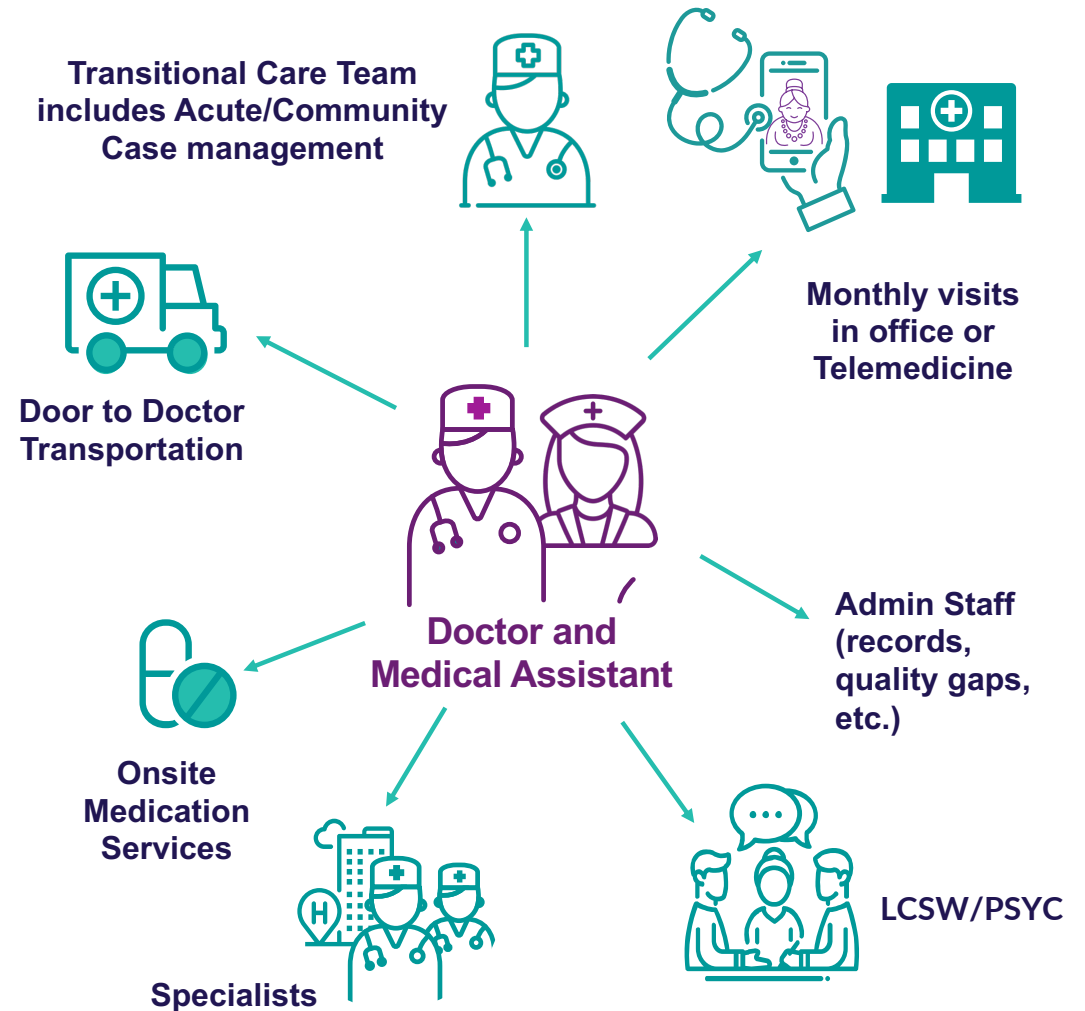 Transitional Care Team
includes Acute/Community
Case management
Monthly visits
in office or
Telemedicine
Door to Doctor
Transportation
Doctor and
Medical Assistant
Admin Staff
(records,
quality gaps,
etc.)
Onsite
Medication
Services
H
Specialists
LCSW/PSYC